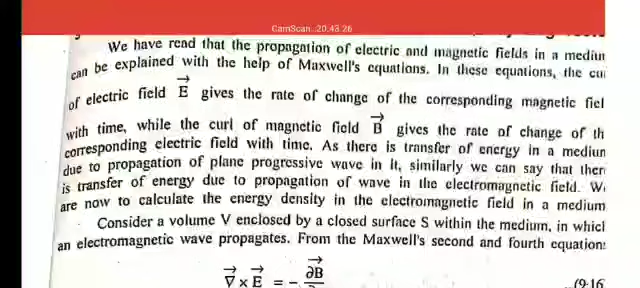 CamScan..20.43.26
We have read that the propagation of electric and magnetic fields in a
can be explained with the help of Maxwell's equations. In these equations, the
of electric field E⃗ gives the rate of change of the corresponding magnetic
with time, while the curl of magnetic field B⃗ gives the rate of change of
corresponding electric field with time. As there is transfer of energy in a
due to propagation of plane progressive wave in it, similarly we can say that
is transfer of energy due to propagation of wave in the electromagnetic field.
are now to calculate the energy density in the electromagnetic field in a medium
Consider a volume V enclosed by a closed surface S within the medium, in
an electromagnetic wave propagates. From the Maxwell's second and fourth
∇⃗ × E⃗ = - ∂B⃗ ...(9·16